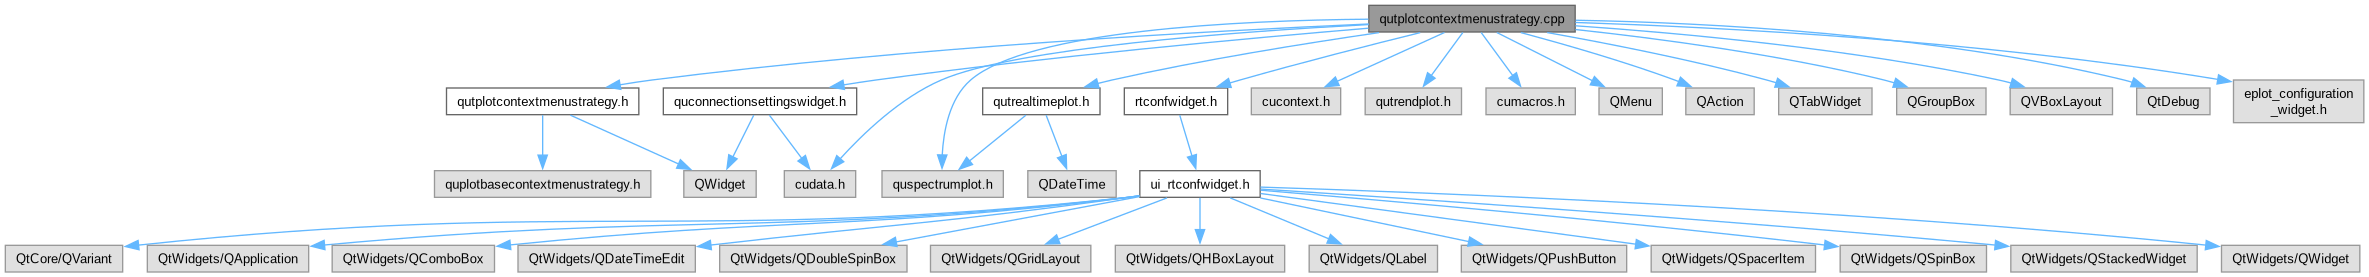 qutplotcontextmenustrategy.cpp
qutplotcontextmenustrategy.h
quconnectionsettingswidget.h
qutrealtimeplot.h
rtconfwidget.h
cucontext.h
qutrendplot.h
cumacros.h
QMenu
QAction
QTabWidget
QGroupBox
QVBoxLayout
QtDebug
eplot_configuration
_widget.h
quplotbasecontextmenustrategy.h
QWidget
cudata.h
quspectrumplot.h
QDateTime
ui_rtconfwidget.h
QtCore/QVariant
QtWidgets/QApplication
QtWidgets/QComboBox
QtWidgets/QDateTimeEdit
QtWidgets/QDoubleSpinBox
QtWidgets/QGridLayout
QtWidgets/QHBoxLayout
QtWidgets/QLabel
QtWidgets/QPushButton
QtWidgets/QSpacerItem
QtWidgets/QSpinBox
QtWidgets/QStackedWidget
QtWidgets/QWidget